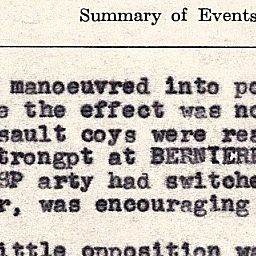 Summary of Events
manoeuvred into po
e the effect was no
sault coys were rea
trongpt at BERNIERE
SP arty had switche
r, was encouraging
ittle opposition wa